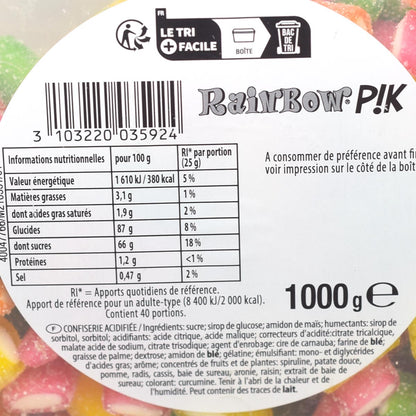 FR
LE TRI
+ FACILE
BOÎTE
BAC
DE TRI
RainBow® P!K
3 103220 035924
A consommer de préférence avant fi
voir impression sur le côté de la boît
Informations nutritionnelles pour 100 g RI* par portion (25 g)
Valeur énergétique 1 610 kJ / 380 kcal 5 %
Matières grasses 3,1 g 1 %
dont acides gras saturés 1,9 g 2 %
Glucides 87 g 8 %
dont sucres 66 g 18 %
Protéines 1,2 g <1 %
Sel 0,47 g 2 %
RI* = Apports quotidiens de référence.
Apport de référence pour un adulte-type (8 400 kJ/2 000 kcal).
Contient 40 portions.
1000 g e
CONFISERIE ACIDIFIÉE / Ingrédients: sucre; sirop de glucose; amidon de maïs; humectants: sirop de
sorbitol, sorbitol; acidifiants: acide citrique, acide malique; correcteurs d'acidité:citrate tricalcique,
malate acide de sodium, citrate trisodique; agent d'enrobage: cire de carnauba; farine de blé;
graisse de palme; dextrose; amidon de blé; gélatine; émulsifiant: mono- et diglycérides
d'acides gras; arôme; concentrés de fruits et de plantes: spiruline, patate douce,
pomme, radis, cassis, baie de sureau, aronie, raisin; extrait de baie de
sureau; colorant: curcumine. Tenir à l'abri de la chaleur et
de l'humidité. Peut contenir des traces de lait.